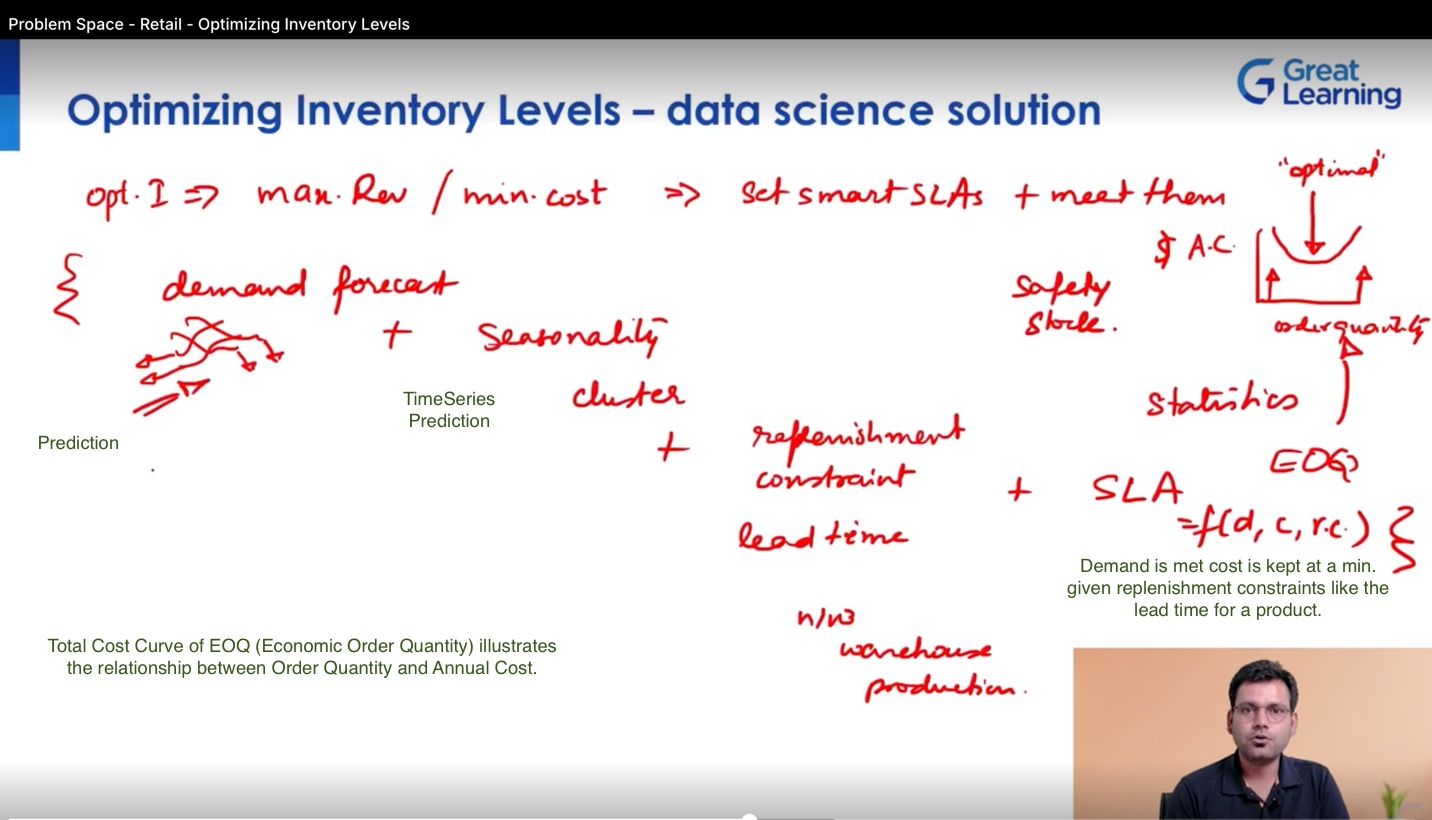 Problem Space - Retail - Optimizing Inventory Levels
Great
Learning
Optimizing Inventory Levels – data science solution
opt. I => max. Rev / min. cost => set smart SLAs + meet them
"optimal"
$ A.C.
order quantity
demand forecast
+ Seasonality
cluster
TimeSeries
Prediction
Prediction
+ replenishment
constraint
lead time
n/w
warehouse
production.
Safety
Stock.
Statistics
EOQ
+ SLA
=f(d, c, r.c.)
Demand is met cost is kept at a min.
given replenishment constraints like the
lead time for a product.
Total Cost Curve of EOQ (Economic Order Quantity) illustrates
the relationship between Order Quantity and Annual Cost.